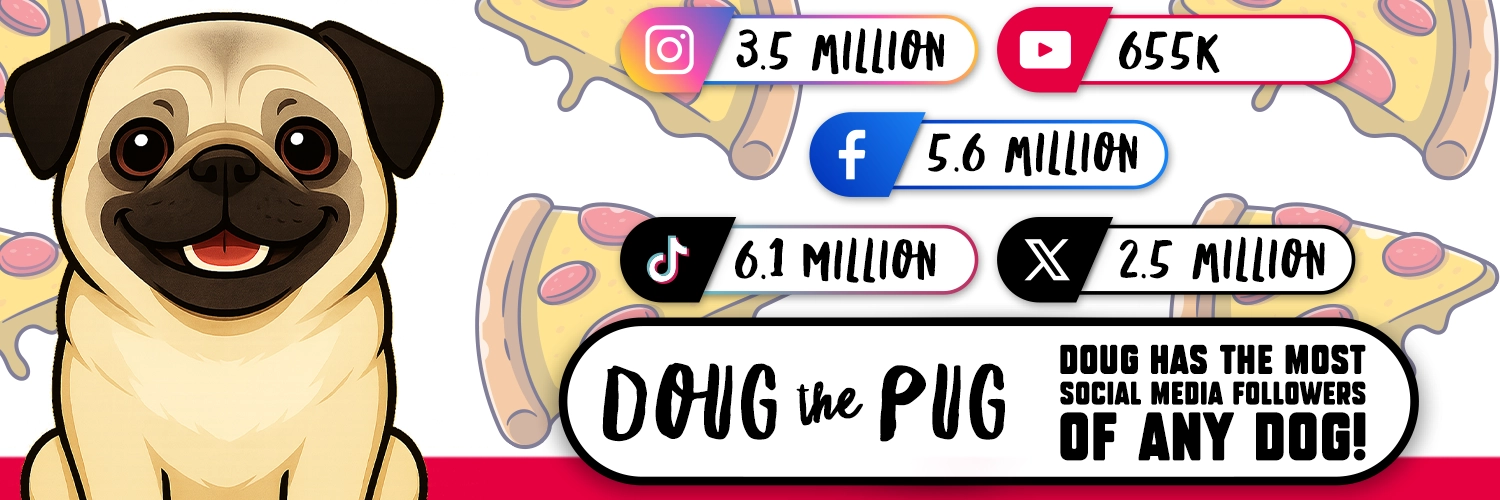 3.5 MILLION
655K
5.6 MILLION
6.1 MILLION
2.5 MILLION
DOUG the PUG
DOUG HAS THE MOST
SOCIAL MEDIA FOLLOWERS
OF ANY DOG!